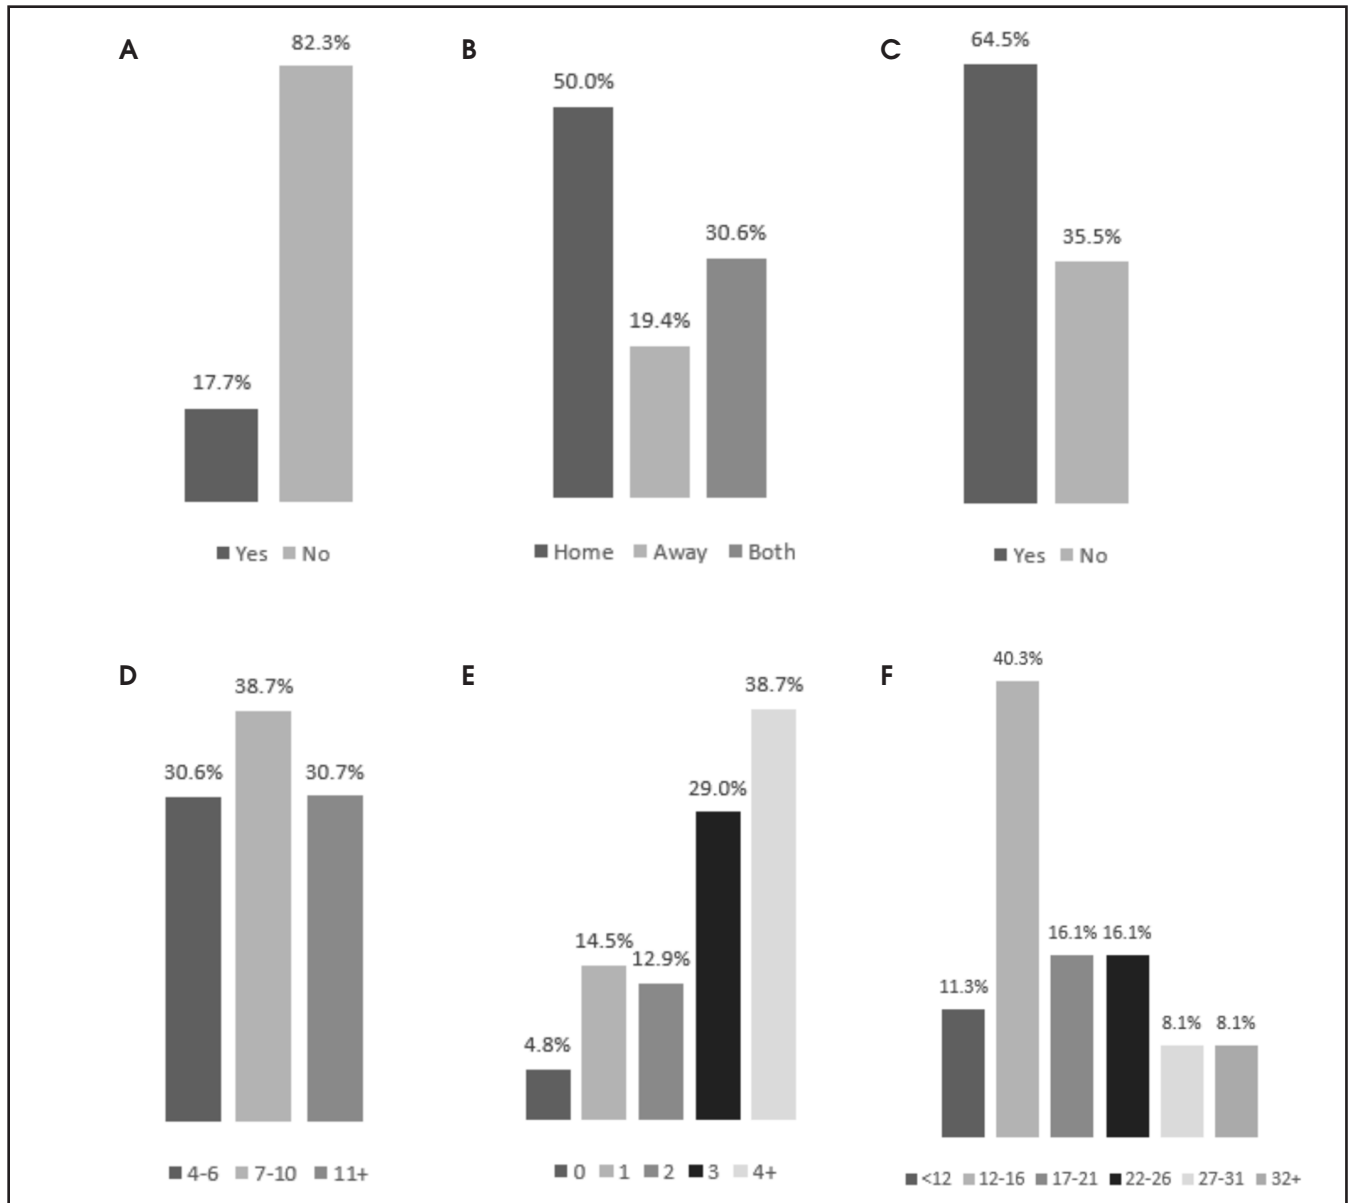 A
82.3%
17.7%
Yes No
B
50.0%
19.4%
30.6%
Home Away Both
C
64.5%
35.5%
Yes No
D
38.7%
30.6%
30.7%
4-6 7-10 11+
E
38.7%
29.0%
14.5%
12.9%
4.8%
0 1 2 3 4+
F
40.3%
16.1% 16.1%
11.3%
8.1% 8.1%
<12 12-16 17-21 22-26 27-31 32+